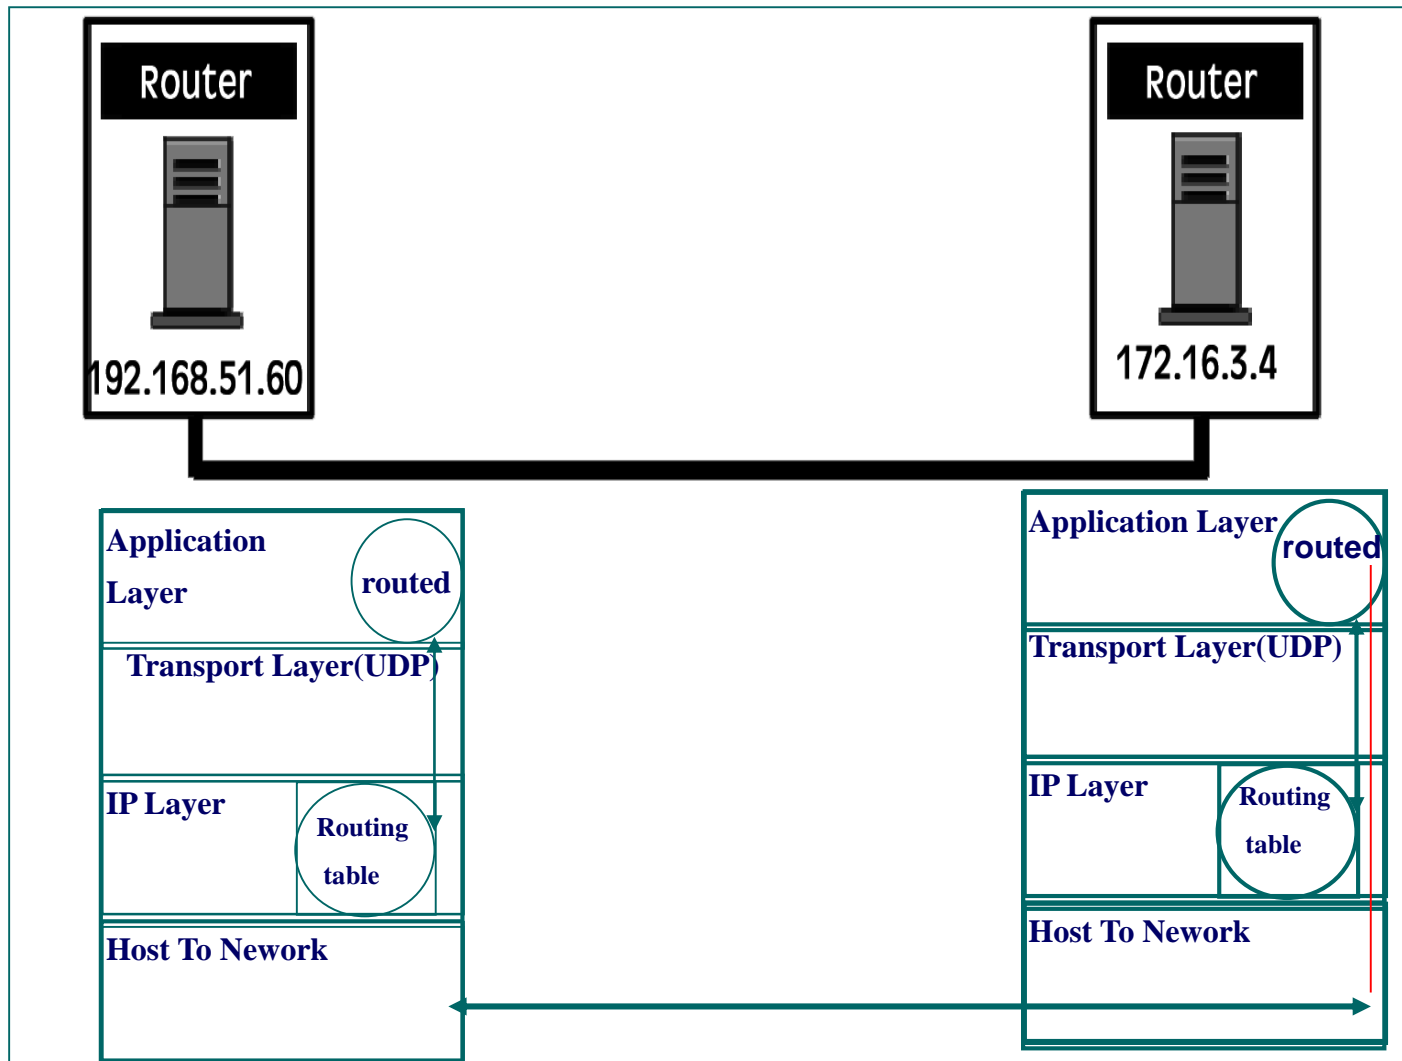 Router
192.168.51.60
Router
172.16.3.4
Application
Layer
routed
Transport Layer(UDP)
IP Layer
Routing
table
Host To Nework
Application Layer
routed
Transport Layer(UDP)
IP Layer
Routing
table
Host To Nework